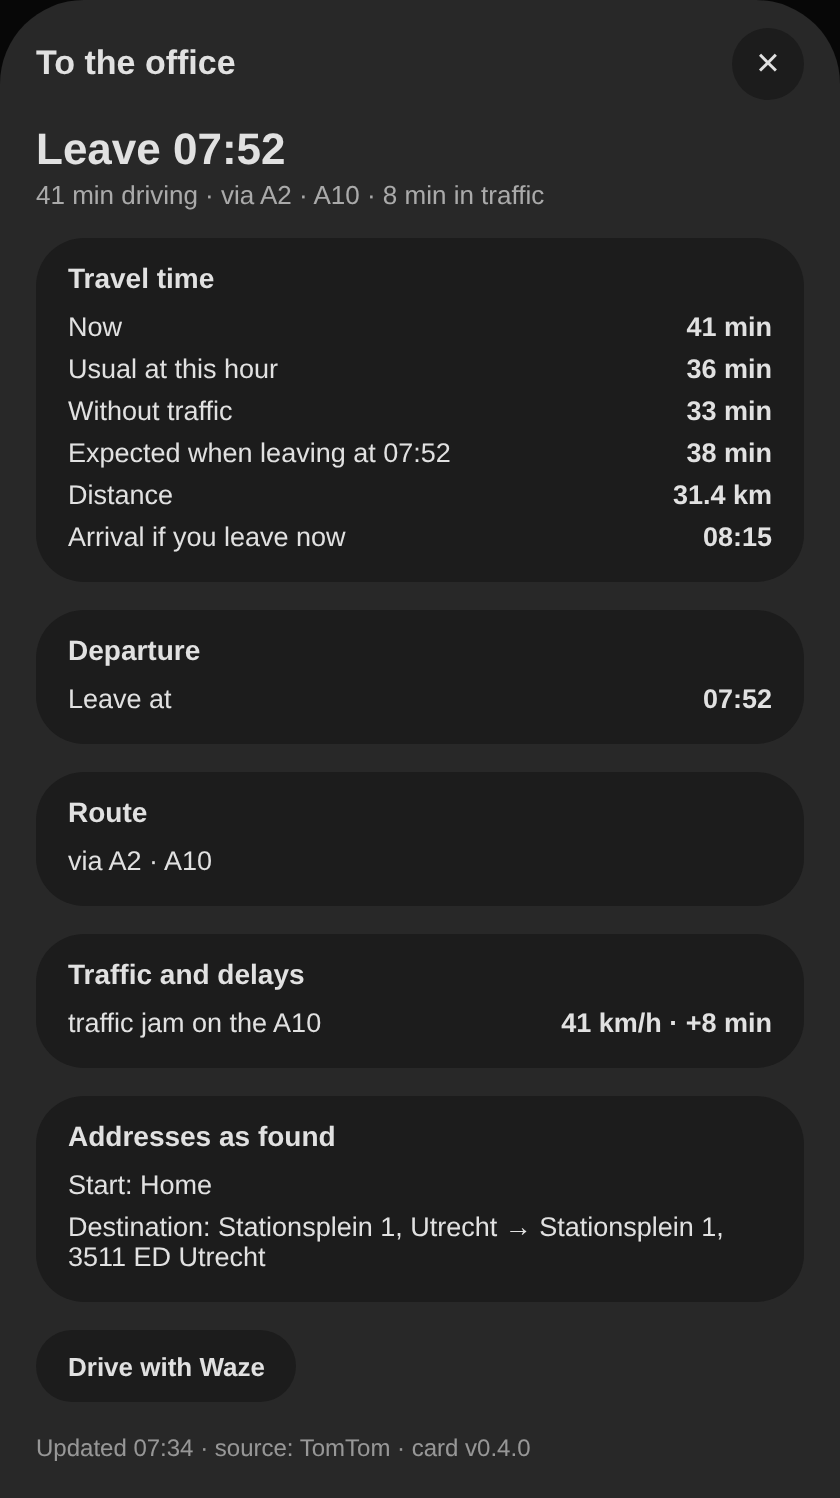 To the office
×
Leave 07:52
41 min driving · via A2 · A10 · 8 min in traffic
Travel time
Now 41 min
Usual at this hour 36 min
Without traffic 33 min
Expected when leaving at 07:52 38 min
Distance 31.4 km
Arrival if you leave now 08:15
Departure
Leave at 07:52
Route
via A2 · A10
Traffic and delays
traffic jam on the A10 41 km/h · +8 min
Addresses as found
Start: Home
Destination: Stationsplein 1, Utrecht → Stationsplein 1,
3511 ED Utrecht
Drive with Waze
Updated 07:34 · source: TomTom · card v0.4.0